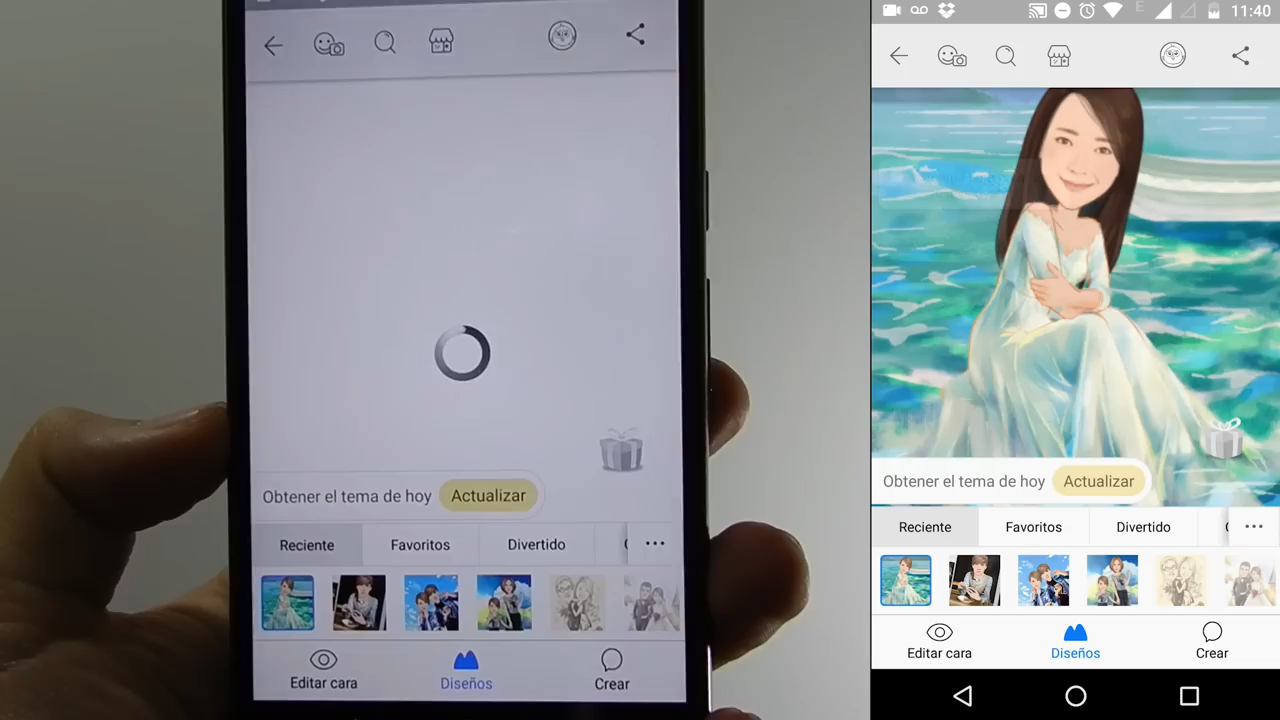 Obtener el tema de hoy Actualizar
Reciente Favoritos Divertido
Editar cara Diseños Crear
11:40
Obtener el tema de hoy Actualizar
Reciente Favoritos Divertido
Editar cara Diseños Crear